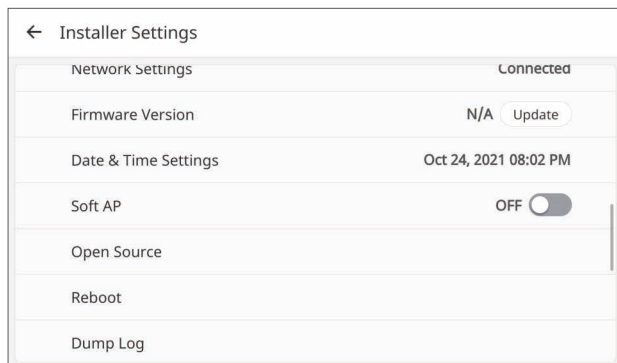 ← Installer Settings
Network Settings Connected
Firmware Version N/A Update
Date & Time Settings Oct 24, 2021 08:02 PM
Soft AP OFF
Open Source
Reboot
Dump Log